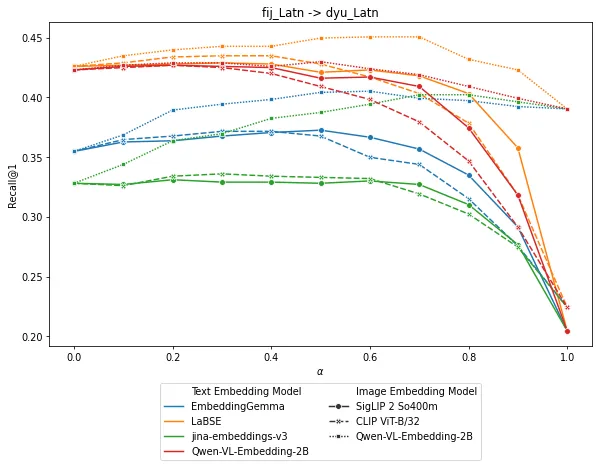 fij_Latn -> dyu_Latn
Recall@1
0.45
0.40
0.35
0.30
0.25
0.20
0.0 0.2 0.4 0.6 0.8 1.0
α
Text Embedding Model
EmbeddingGemma
LaBSE
jina-embeddings-v3
Qwen-VL-Embedding-2B
Image Embedding Model
SigLIP 2 So400m
CLIP ViT-B/32
Qwen-VL-Embedding-2B